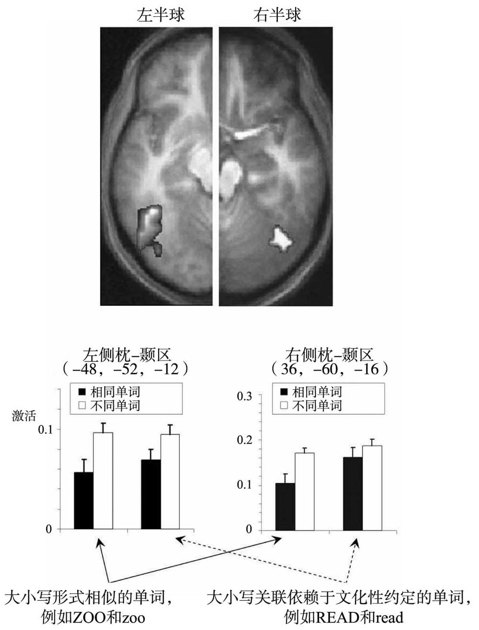 左半球 右半球
左侧枕-颞区
（-48，-52，-12）
右侧枕-颞区
（36，-60，-16）
激活
相同单词
不同单词
0.1
0
相同单词
不同单词
0.3
0.2
0.1
0
大小写形式相似的单词，
例如ZOO和zoo
大小写关联依赖于文化性约定的单词，
例如READ和read